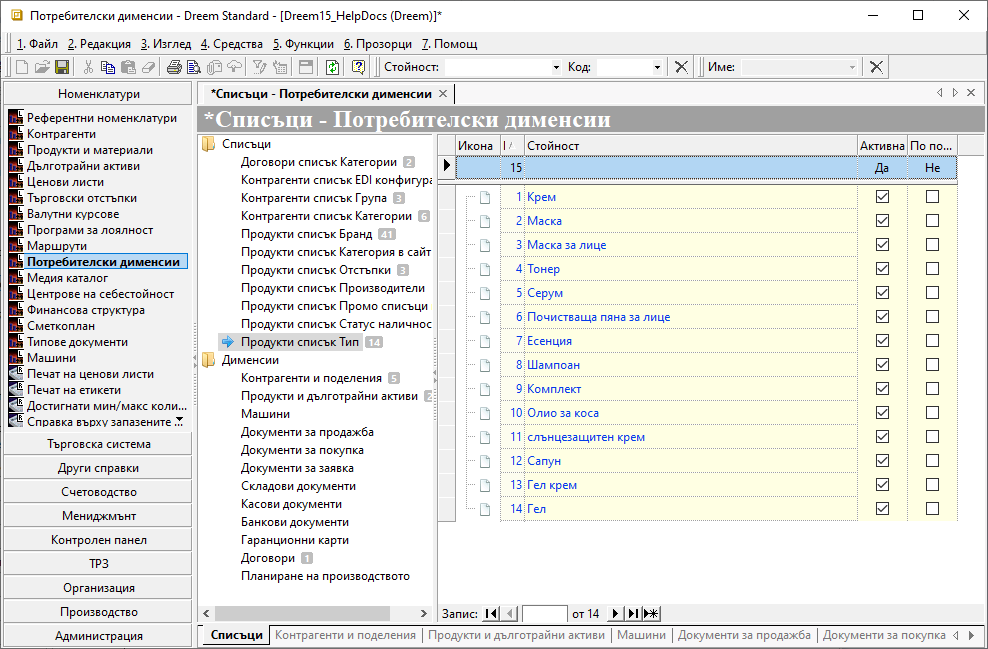 Потребителски дименсии - Dreem Standard - [Dreem15_HelpDocs (Dreem)]*
1. Файл 2. Редакция 3. Изглед 4. Средства 5. Функции 6. Прозорци 7. Помощ
Стойност: Код: Име:
Номенклатури
Референтни номенклатури
Контрагенти
Продукти и материали
Дълготрайни активи
Ценови листи
Търговски отстъпки
Валутни курсове
Програми за лоялност
Маршрути
Потребителски дименсии
Медия каталог
Центрове на себестойност
Финансова структура
Сметкоплан
Типове документи
Машини
Печат на ценови листи
Печат на етикети
Достигнати мин/макс коли...
Справка върху запазените ...
Търговска система
Други справки
Счетоводство
Мениджмънт
Контролен панел
ТРЗ
Организация
Производство
Администрация
*Списъци - Потребителски дименсии
*Списъци - Потребителски дименсии
Списъци
Договори списък Категории 2
Контрагенти списък EDI конфигура
Контрагенти списък Група 3
Контрагенти списък Категории 6
Продукти списък Бранд 41
Продукти списък Категория в сайт
Продукти списък Отстъпки 3
Продукти списък Производители
Продукти списък Промо списъци
Продукти списък Статус наличнос
Продукти списък Тип 14
Дименсии
Контрагенти и поделения 5
Продукти и дълготрайни активи 2
Машини
Документи за продажба
Документи за покупка
Документи за заявка
Складови документи
Касови документи
Банкови документи
Гаранционни карти
Договори 1
Планиране на производството
Икона I Стойност Активна По по...
15 Да Не
1 Крем
2 Маска
3 Маска за лице
4 Тонер
5 Серум
6 Почистваща пяна за лице
7 Есенция
8 Шампоан
9 Комплект
10 Олио за коса
11 слънцезащитен крем
12 Сапун
13 Гел крем
14 Гел
Запис: от 14
Списъци Контрагенти и поделения Продукти и дълготрайни активи Машини Документи за продажба Документи за покупка